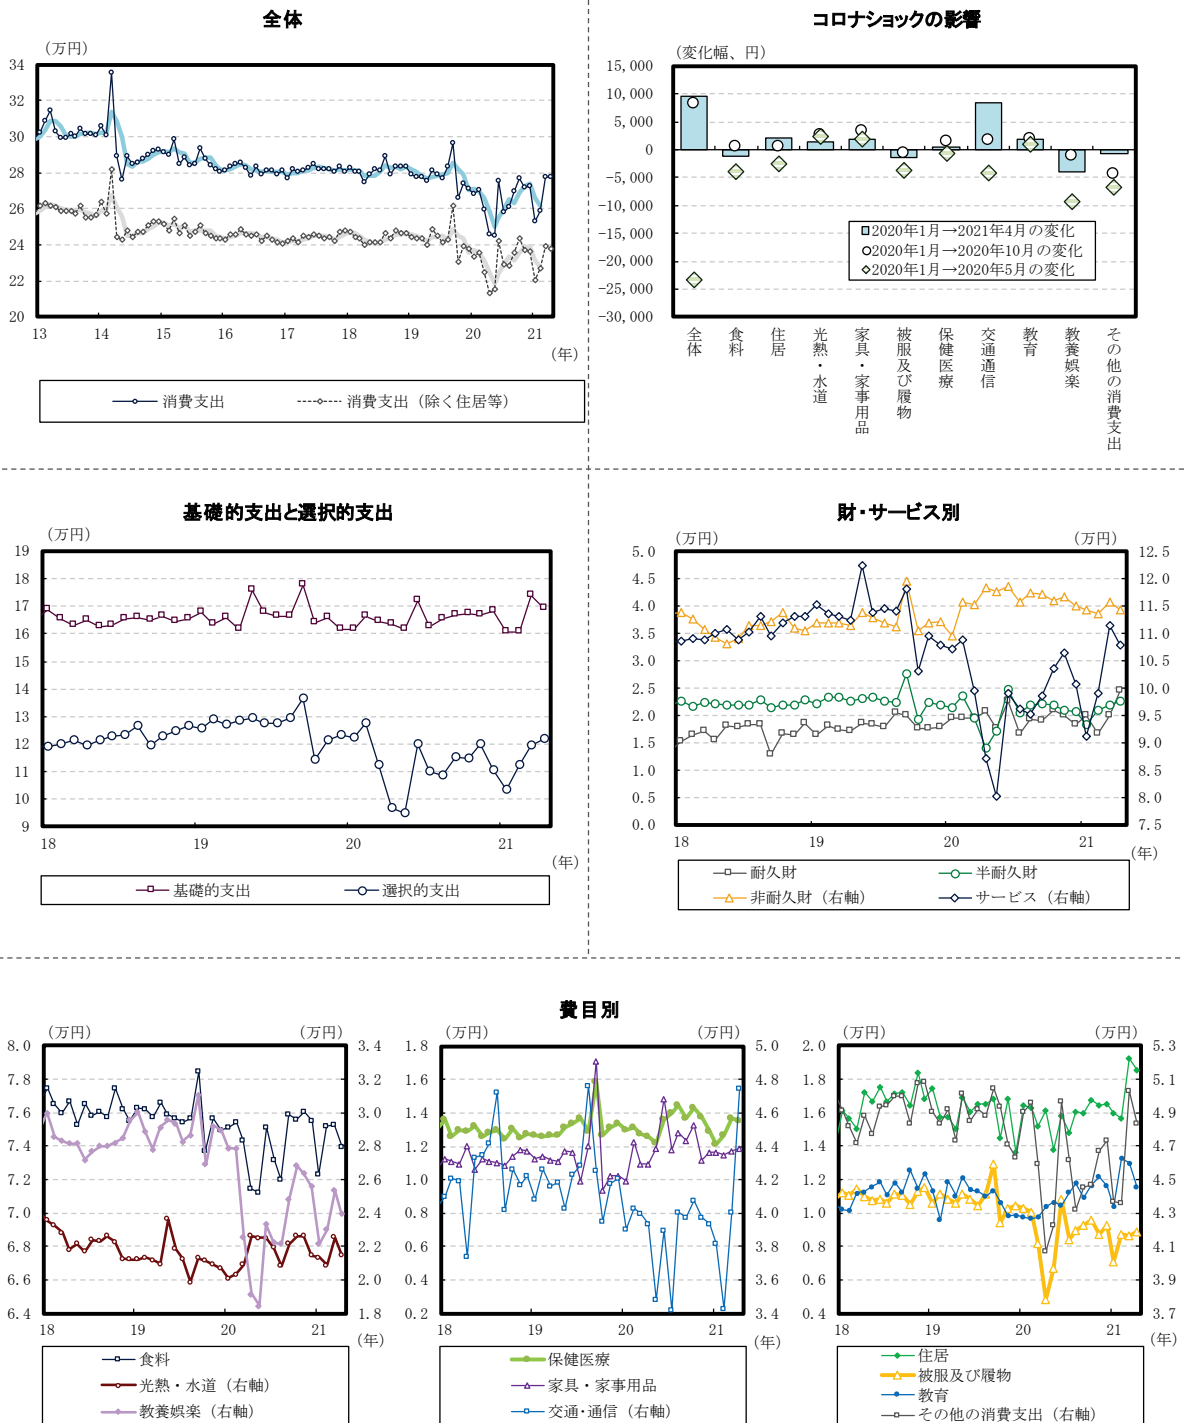 全体
（万円）
34
32
30
28
26
24
22
20
13 14 15 16 17 18 19 20 21
（年）
消費支出 消費支出（除く住居等）
コロナショックの影響
（変化幅、円）
15,000
10,000
5,000
0
-5,000
-10,000
-15,000
-20,000
-25,000
-30,000
2020年1月→2021年4月の変化
2020年1月→2020年10月の変化
2020年1月→2020年5月の変化
全体
食料
住居
光熱・水道
家具・家事用品
被服及び履物
保健医療
交通通信
教育
教養娯楽
その他の消費支出
基礎的支出と選択的支出
（万円）
19
18
17
16
15
14
13
12
11
10
9
18 19 20 21
（年）
基礎的支出 選択的支出
財・サービス別
（万円） （万円）
5.0 12.5
4.5 12.0
4.0 11.5
3.5 11.0
3.0 10.5
2.5 10.0
2.0 9.5
1.5 9.0
1.0 8.5
0.5 8.0
0.0 7.5
18 19 20 21
（年）
耐久財 半耐久財
非耐久財（右軸） サービス（右軸）
費目別
（万円） （万円）
8.0 3.4
7.8 3.2
7.6 3.0
7.4 2.8
7.2 2.6
7.0 2.4
6.8 2.2
6.6 2.0
6.4 1.8
18 19 20 21
（年）
食料
光熱・水道（右軸）
教養娯楽（右軸）
（万円） （万円）
1.8 5.0
1.6 4.8
1.4 4.6
1.2 4.4
1.0 4.2
0.8 4.0
0.6 3.8
0.4 3.6
0.2 3.4
18 19 20 21
（年）
保健医療
家具・家事用品
交通・通信（右軸）
（万円） （万円）
2.0 5.3
1.8 5.1
1.6 4.9
1.4 4.7
1.2 4.5
1.0 4.3
0.8 4.1
0.6 3.9
0.4 3.7
18 19 20 21
（年）
住居
被服及び履物
教育
その他の消費支出（右軸）